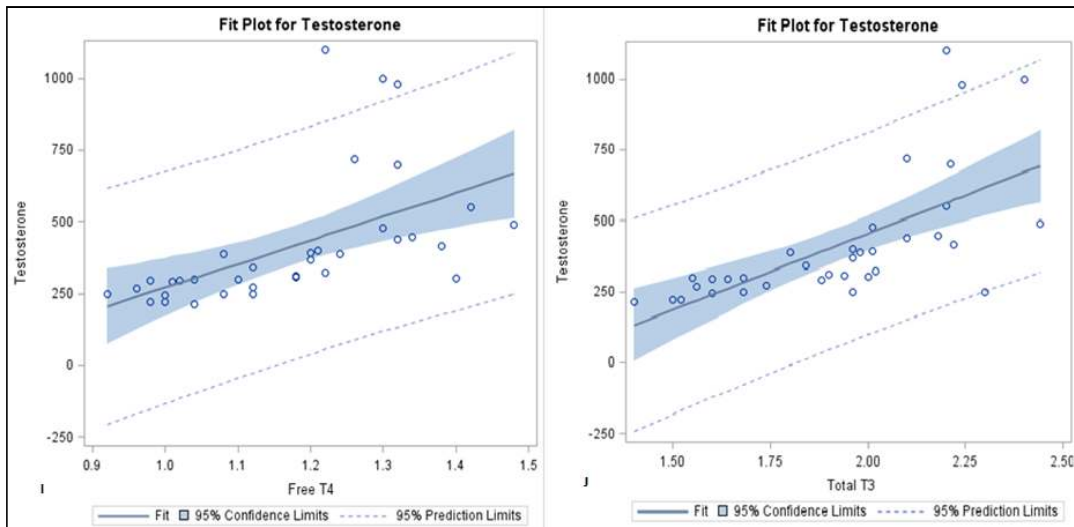 Fit Plot for Testosterone
1000
750
500
250
0
-250
Testosterone
0.9 1.0 1.1 1.2 1.3 1.4 1.5
Free T4
I
Fit 95% Confidence Limits 95% Prediction Limits
Fit Plot for Testosterone
1000
750
500
250
0
-250
Testosterone
1.50 1.75 2.00 2.25 2.50
Total T3
J
Fit 95% Confidence Limits 95% Prediction Limits